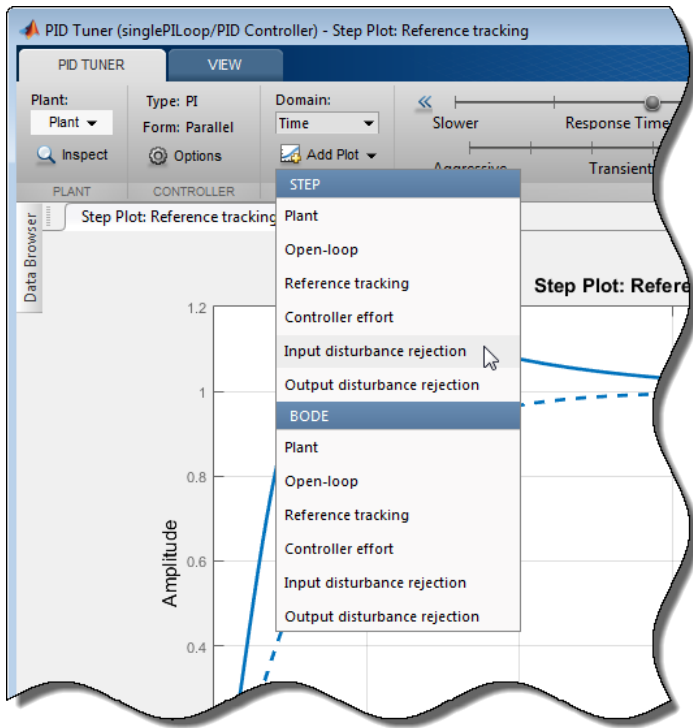 PID Tuner (singlePILoop/PID Controller) - Step Plot: Reference tracking
PID TUNER
VIEW
Plant:
Plant
Inspect
PLANT
Type: PI
Form: Parallel
Options
CONTROLLER
Domain:
Time
Add Plot
Slower
Response Time
Aggressive
Transient
Data Browser
Step Plot: Reference tracking
STEP
Plant
Open-loop
Reference tracking
Controller effort
Input disturbance rejection
Output disturbance rejection
BODE
Plant
Open-loop
Reference tracking
Controller effort
Input disturbance rejection
Output disturbance rejection
Step Plot: Refere
Amplitude
1.2
1
0.8
0.6
0.4